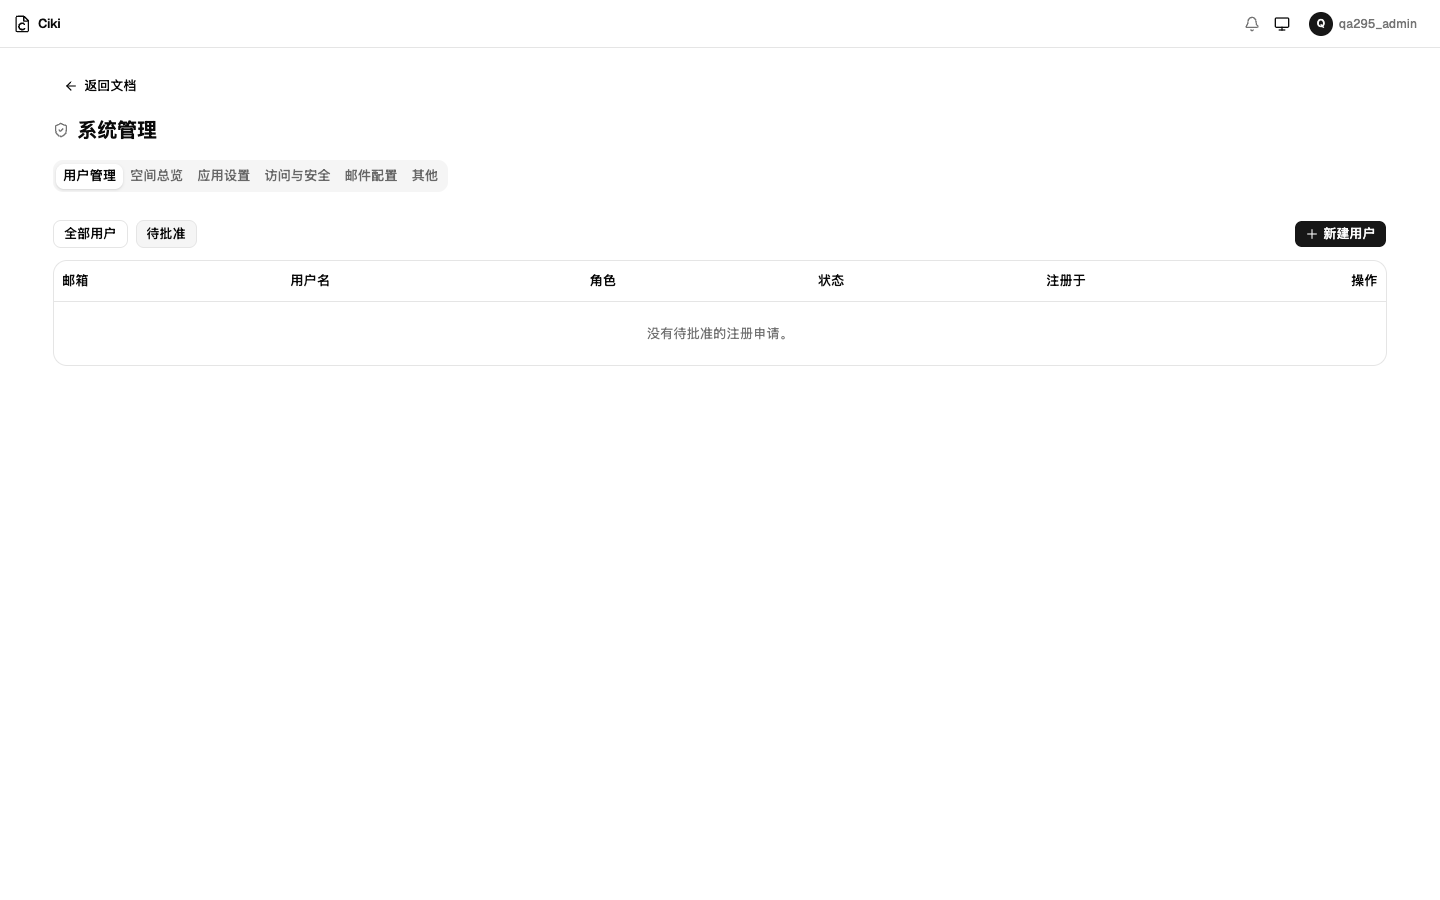 Ciki
Q qa295_admin
返回文档
系统管理
用户管理 空间总览 应用设置 访问与安全 邮件配置 其他
全部用户 待批准 新建用户
邮箱 用户名 角色 状态 注册于 操作
没有待批准的注册申请。